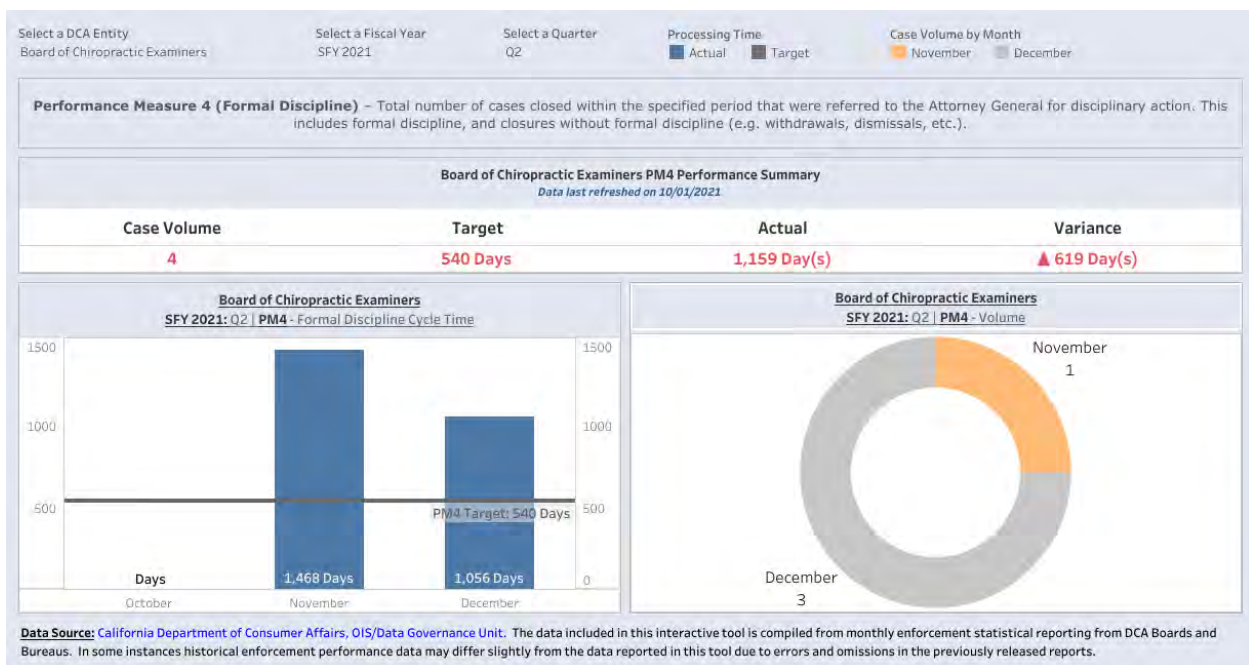 Select a DCA Entity
Board of Chiropractic Examiners
Select a Fiscal Year
SFY 2021
Select a Quarter
Q2
Processing Time
Actual Target
Case Volume by Month
November December
Performance Measure 4 (Formal Discipline) – Total number of cases closed within the specified period that were referred to the Attorney General for disciplinary action. This
includes formal discipline, and closures without formal discipline (e.g. withdrawals, dismissals, etc.).
Board of Chiropractic Examiners PM4 Performance Summary
Data last refreshed on 10/01/2021
Case Volume Target Actual Variance
4 540 Days 1,159 Day(s) ▲ 619 Day(s)
Board of Chiropractic Examiners
SFY 2021: Q2 | PM4 - Formal Discipline Cycle Time
1500 1500
1000 1000
500 500
PM4 Target: 540 Days
Days 1,468 Days 1,056 Days 0
October November December
Board of Chiropractic Examiners
SFY 2021: Q2 | PM4 - Volume
November
1
December
3
Data Source: California Department of Consumer Affairs, OIS/Data Governance Unit. The data included in this interactive tool is compiled from monthly enforcement statistical reporting from DCA Boards and
Bureaus. In some instances historical enforcement performance data may differ slightly from the data reported in this tool due to errors and omissions in the previously released reports.